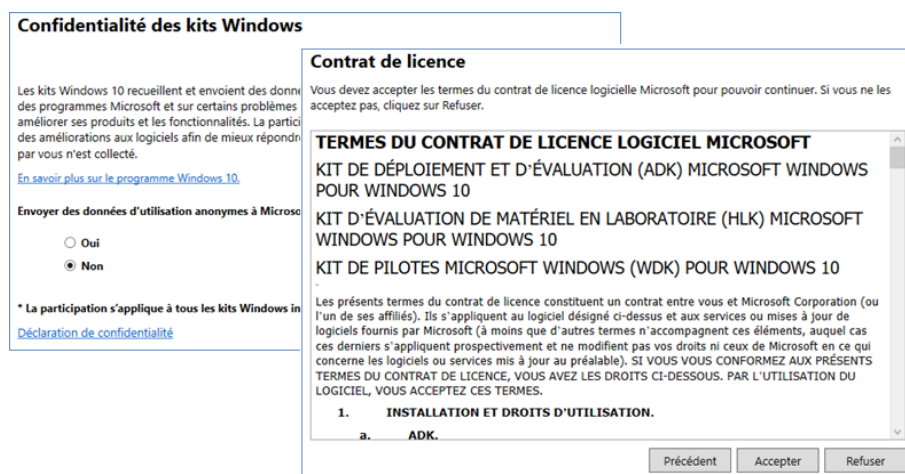 Confidentialité des kits Windows
Les kits Windows 10 recueillent et envoient des donne
des programmes Microsoft et sur certains problèmes
améliorer ses produits et les fonctionnalités. La partici
des améliorations aux logiciels afin de mieux répondr
par vous n'est collecté.
En savoir plus sur le programme Windows 10.
Envoyer des données d'utilisation anonymes à Microso
Oui
Non
* La participation s'applique à tous les kits Windows in
Déclaration de confidentialité
Contrat de licence
Vous devez accepter les termes du contrat de licence logicielle Microsoft pour pouvoir continuer. Si vous ne les
acceptez pas, cliquez sur Refuser.
TERMES DU CONTRAT DE LICENCE LOGICIEL MICROSOFT
KIT DE DÉPLOIEMENT ET D'ÉVALUATION (ADK) MICROSOFT WINDOWS
POUR WINDOWS 10
KIT D'ÉVALUATION DE MATÉRIEL EN LABORATOIRE (HLK) MICROSOFT
WINDOWS POUR WINDOWS 10
KIT DE PILOTES MICROSOFT WINDOWS (WDK) POUR WINDOWS 10
Les présents termes du contrat de licence constituent un contrat entre vous et Microsoft Corporation (ou
l'un de ses affiliés). Ils s'appliquent au logiciel désigné ci-dessus et aux services ou mises à jour de
logiciels fournis par Microsoft (à moins que d'autres termes n'accompagnent ces éléments, auquel cas
ces derniers s'appliquent prospectivement et ne modifient pas vos droits ni ceux de Microsoft en ce qui
concerne les logiciels ou services mis à jour au préalable). SI VOUS VOUS CONFORMEZ AUX PRÉSENTS
TERMES DU CONTRAT DE LICENCE, VOUS AVEZ LES DROITS CI-DESSOUS. PAR L'UTILISATION DU
LOGICIEL, VOUS ACCEPTEZ CES TERMES.
1. INSTALLATION ET DROITS D'UTILISATION.
a. ADK.
Précédent Accepter Refuser